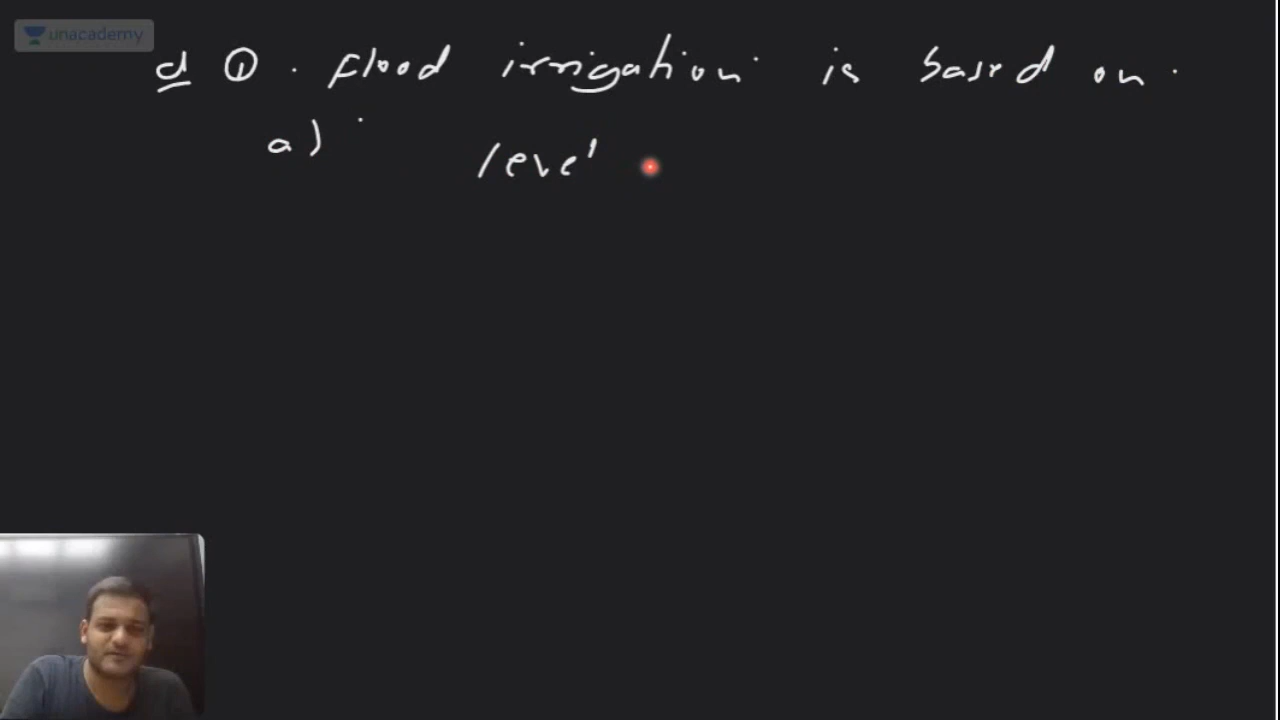 unacademy
d ① . flood irrigation is based on .
a)
level